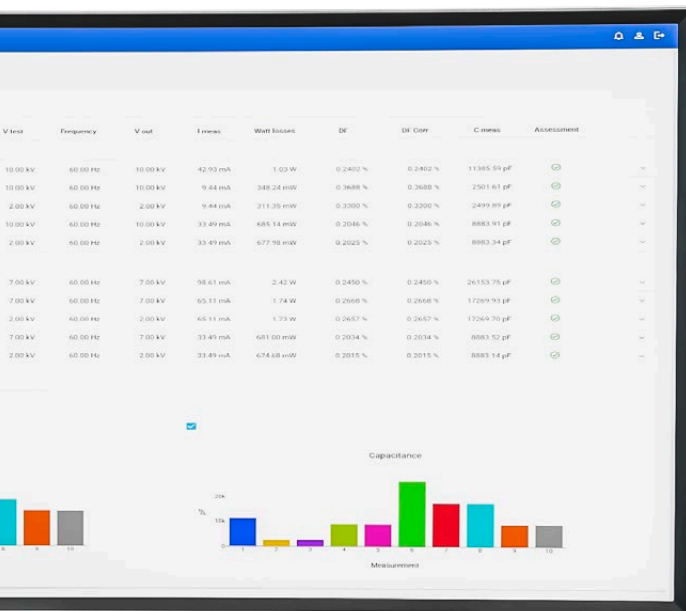 V test Frequency V out I meas Watt losses DF DF Corr C meas Assessment
10.00 kV 60.00 Hz 10.00 kV 42.93 mA 1.03 W 0.2402 % 0.2402 % 11385.59 pF
10.00 kV 60.00 Hz 10.00 kV 9.44 mA 348.24 mW 0.3688 % 0.3688 % 2501.61 pF
2.00 kV 60.00 Hz 2.00 kV 9.44 mA 311.35 mW 0.3300 % 0.3300 % 2499.89 pF
10.00 kV 60.00 Hz 10.00 kV 33.49 mA 685.14 mW 0.2046 % 0.2046 % 8883.91 pF
2.00 kV 60.00 Hz 2.00 kV 33.49 mA 677.98 mW 0.2025 % 0.2025 % 8883.34 pF
7.00 kV 60.00 Hz 7.00 kV 98.61 mA 2.42 W 0.2450 % 0.2450 % 26153.75 pF
7.00 kV 60.00 Hz 7.00 kV 65.11 mA 1.74 W 0.2668 % 0.2668 % 17269.93 pF
2.00 kV 60.00 Hz 2.00 kV 65.11 mA 1.73 W 0.2657 % 0.2657 % 17269.70 pF
7.00 kV 60.00 Hz 7.00 kV 33.49 mA 681.00 mW 0.2034 % 0.2034 % 8883.52 pF
2.00 kV 60.00 Hz 2.00 kV 33.49 mA 674.68 mW 0.2015 % 0.2015 % 8883.14 pF
Capacitance
20k
10k
0
8 9 10
1 2 3 4 5 6 7 8 9 10
Measurement